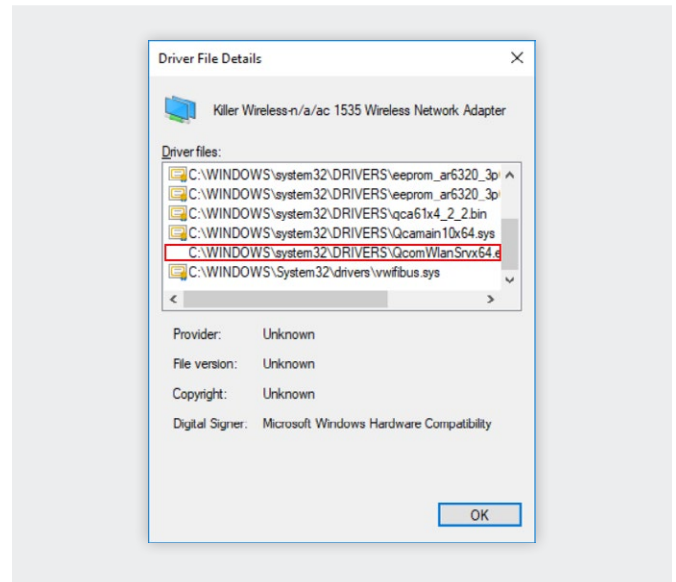 Driver File Details
Killer Wireless-n/a/ac 1535 Wireless Network Adapter
Driver files:
C:\WINDOWS\system32\DRIVERS\eeprom_ar6320_3p
C:\WINDOWS\system32\DRIVERS\eeprom_ar6320_3p
C:\WINDOWS\system32\DRIVERS\qca61x4_2_2.bin
C:\WINDOWS\system32\DRIVERS\Qcamain10x64.sys
C:\WINDOWS\system32\DRIVERS\QcomWlanSrvx64.e
C:\WINDOWS\System32\drivers\vwifibus.sys
Provider: Unknown
File version: Unknown
Copyright: Unknown
Digital Signer: Microsoft Windows Hardware Compatibility
OK